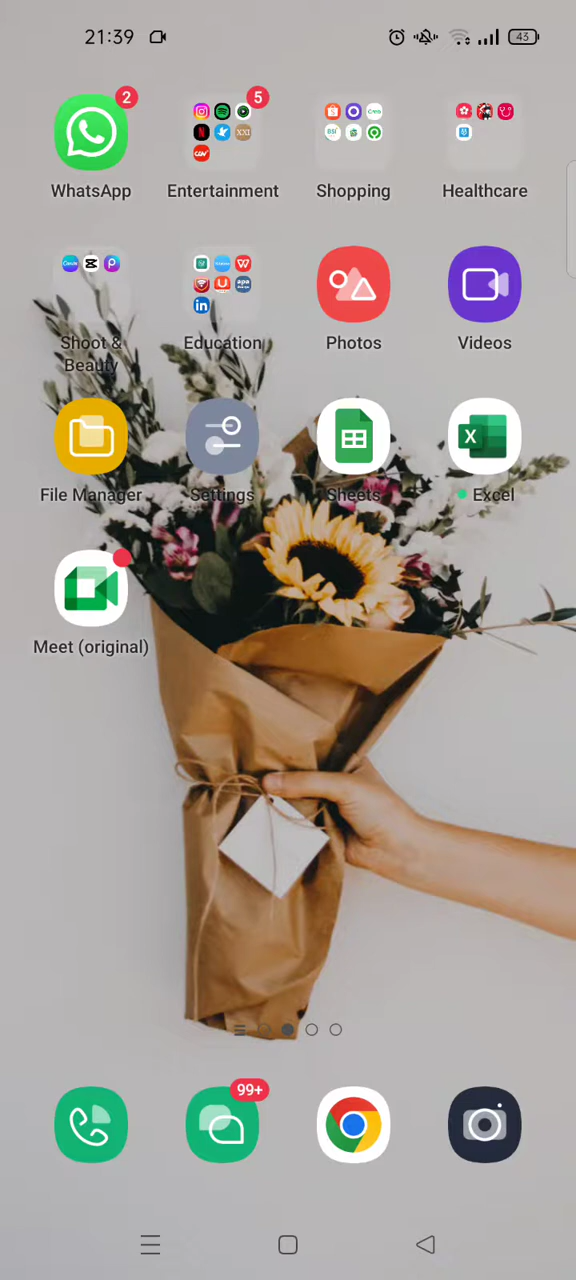 21:39 43
2 5
WhatsApp Entertainment Shopping Healthcare
Shoot & Beauty Education Photos Videos
File Manager Settings Sheets Excel
Meet (original)
99+